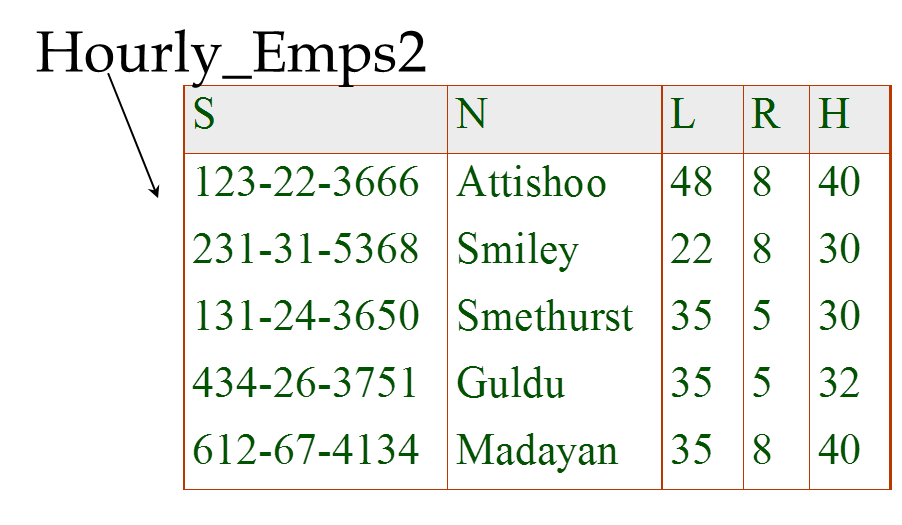 Hourly_Emps2
S N L R H
123-22-3666 Attishoo 48 8 40
231-31-5368 Smiley 22 8 30
131-24-3650 Smethurst 35 5 30
434-26-3751 Guldu 35 5 32
612-67-4134 Madayan 35 8 40